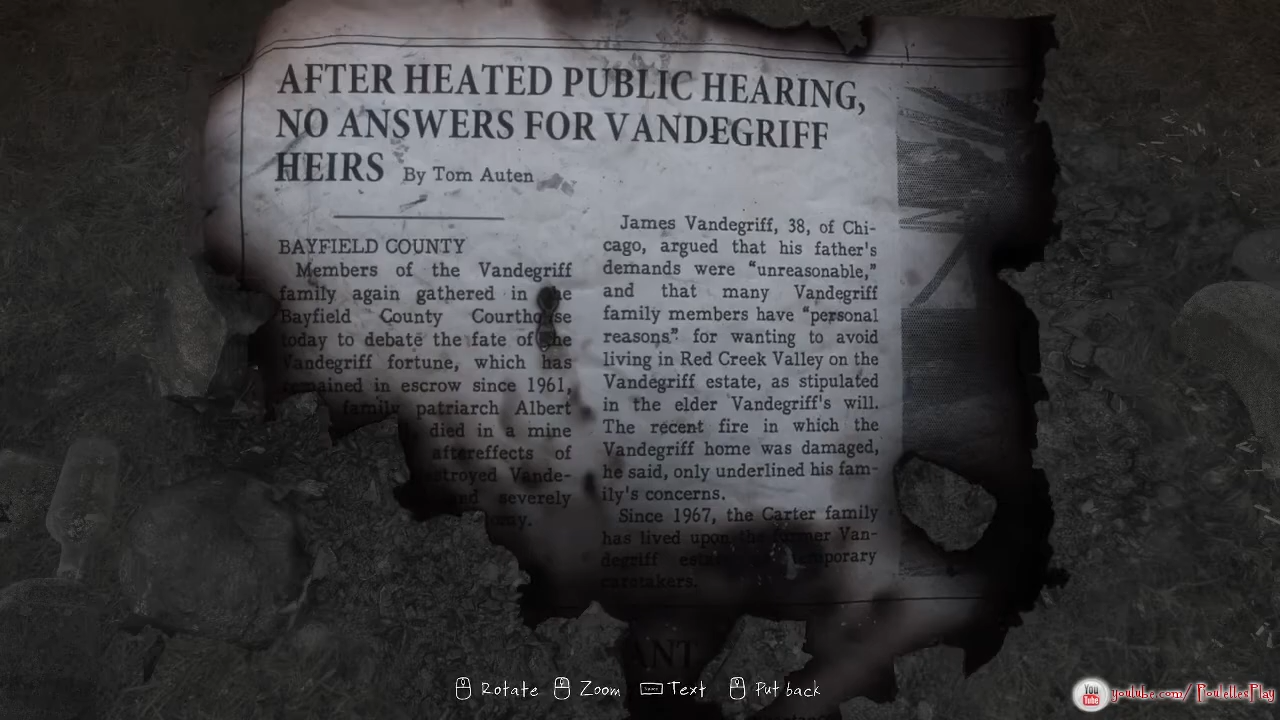 AFTER HEATED PUBLIC HEARING,
NO ANSWERS FOR VANDEGRIFF
HEIRS By Tom Auten
BAYFIELD COUNTY
Members of the Vandegriff
family again gathered in the
Bayfield County Courthouse
today to debate the fate of the
Vandegriff fortune, which has
remained in escrow since 1961,
family patriarch Albert
died in a mine
aftereffects of
destroyed Vande-
severely
James Vandegriff, 38, of Chi-
cago, argued that his father's
demands were "unreasonable,"
and that many Vandegriff
family members have "personal
reasons" for wanting to avoid
living in Red Creek Valley on the
Vandegriff estate, as stipulated
in the elder Vandegriff's will.
The recent fire in which the
Vandegriff home was damaged,
he said, only underlined his fam-
ily's concerns.
Since 1967, the Carter family
has lived upon the former Van-
degriff temporary
caretakers.
Rotate Zoom Text Put back
You Tube youtube.com/RoulettesPlay